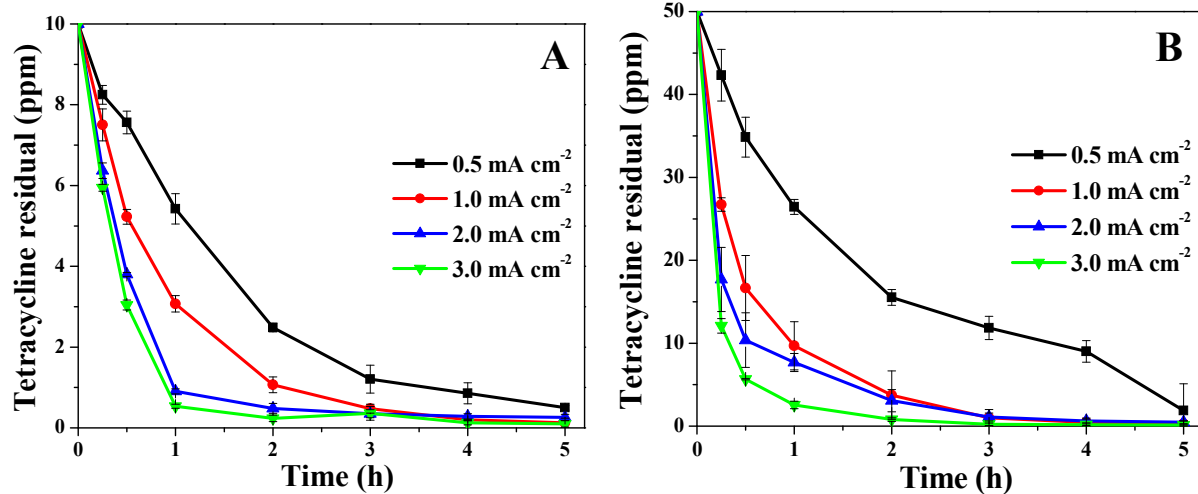 A
Tetracycline residual (ppm)
10
8
6
4
2
0
0.5 mA cm⁻²
1.0 mA cm⁻²
2.0 mA cm⁻²
3.0 mA cm⁻²
0 1 2 3 4 5
Time (h)
B
Tetracycline residual (ppm)
50
40
30
20
10
0
0.5 mA cm⁻²
1.0 mA cm⁻²
2.0 mA cm⁻²
3.0 mA cm⁻²
0 1 2 3 4 5
Time (h)